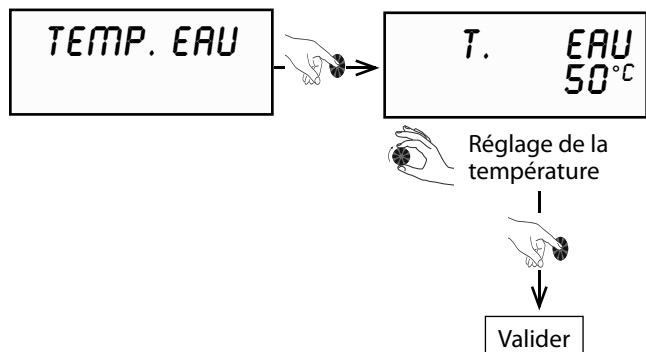 TEMP. EAU
T. EAU
50°C
Réglage de la
température
Valider